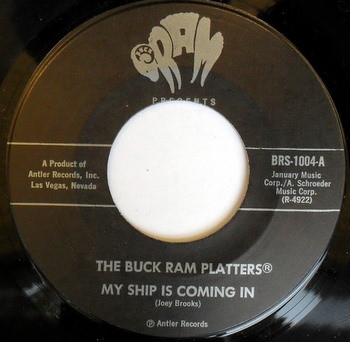 BUCK
RAM
PRESENTS
A Product of
Antler Records, Inc.
Las Vegas, Nevada
BRS-1004-A
January Music
Corp./A. Schroeder
Music Corp.
(R-4922)
THE BUCK RAM PLATTERS®
MY SHIP IS COMING IN
(Joey Brooks)
℗ Antler Records